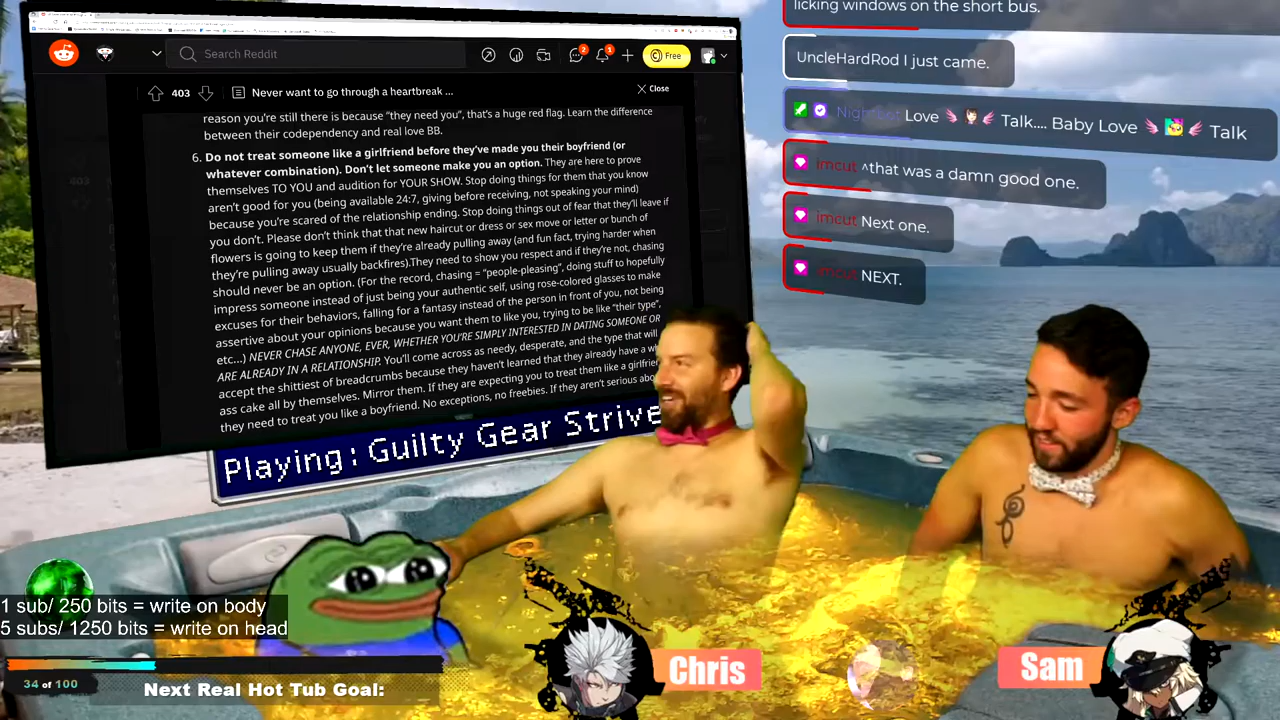 Search Reddit
2
1
Free
403
Never want to go through a heartbreak ...
Close
reason you're still there is because "they need you", that's a huge red flag. Learn the difference
between their codependency and real love BB.
6. Do not treat someone like a girlfriend before they've made you their boyfriend (or
whatever combination). Don't let someone make you an option. They are here to prove
themselves TO YOU and audition for YOUR SHOW. Stop doing things for them that you know
aren't good for you (being available 24:7, giving before receiving, not speaking your mind)
because you're scared of the relationship ending. Stop doing things out of fear that they'll leave if
you don't. Please don't think that that new haircut or dress or sex move or letter or bunch of
flowers is going to keep them if they're already pulling away (and fun fact, trying harder when
they're pulling away usually backfires).They need to show you respect and if they're not, chasing
should never be an option. (For the record, chasing = "people-pleasing", doing stuff to hopefully
impress someone instead of just being your authentic self, using rose-colored glasses to make
excuses for their behaviors, falling for a fantasy instead of the person in front of you, not being
assertive about your opinions because you want them to like you, trying to be like "their type",
etc...) NEVER CHASE ANYONE, EVER, WHETHER YOU'RE SIMPLY INTERESTED IN DATING SOMEONE OR
ARE ALREADY IN A RELATIONSHIP. You'll come across as needy, desperate, and the type that will
accept the shittiest of breadcrumbs because they haven't learned that they already have a
ass cake all by themselves. Mirror them. If they are expecting you to treat them like a girlfriend
they need to treat you like a boyfriend. No exceptions, no freebies. If they aren't serious
Playing: Guilty Gear Strive
licking windows on the short bus.
UncleHardRod I just came.
Love Talk.... Baby Love Talk
imcut ^that was a damn good one.
imcut Next one.
imcut NEXT.
1 sub/ 250 bits = write on body
5 subs/ 1250 bits = write on head
34 of 100
Next Real Hot Tub Goal:
Chris
Sam